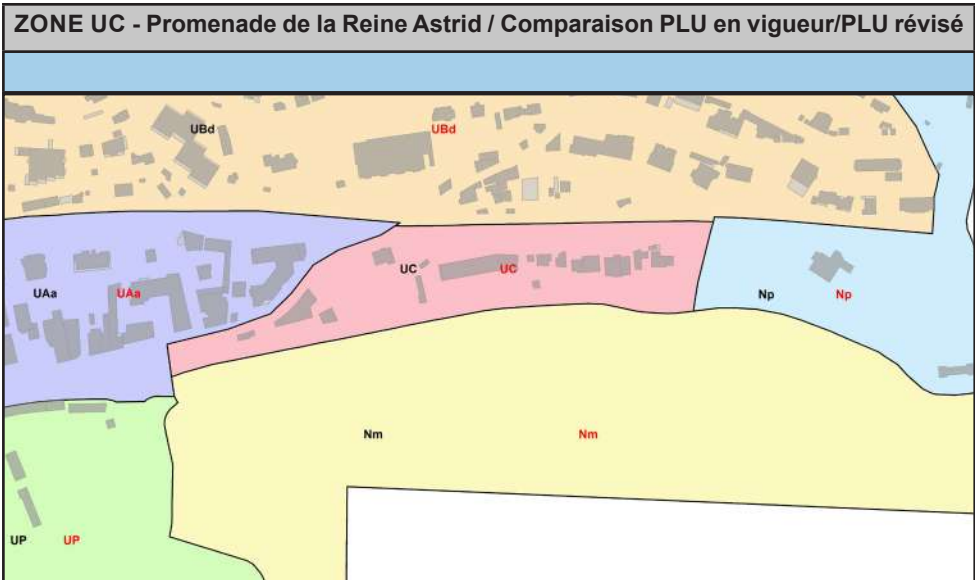 ZONE UC - Promenade de la Reine Astrid / Comparaison PLU en vigueur/PLU révisé
UBd UBd
UC UC
UAa UAa Np Np
Nm Nm
UP UP